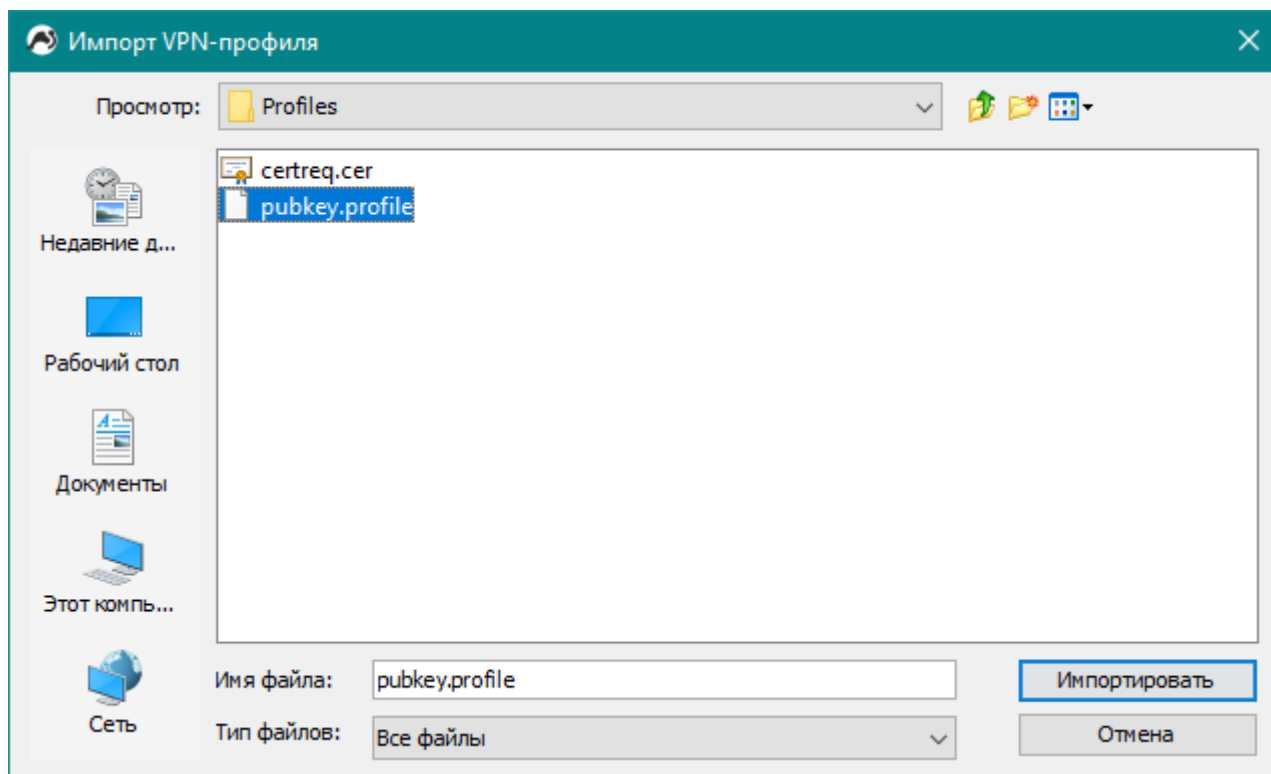 Импорт VPN-профиля
Просмотр:
Profiles
certreq.cer
pubkey.profile
Недавние д...
Рабочий стол
Документы
Этот компь...
Сеть
Имя файла:
pubkey.profile
Импортировать
Тип файлов:
Все файлы
Отмена